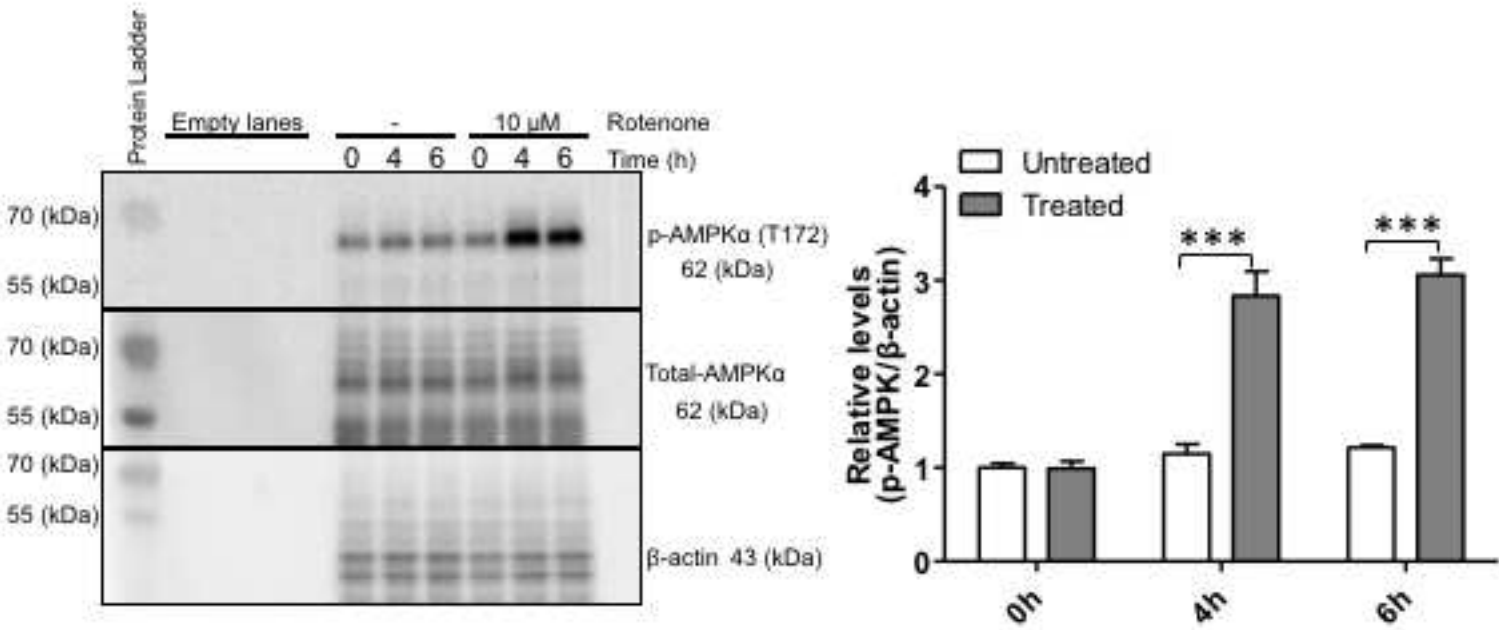 Protein Ladder
Empty lanes - 10 µM Rotenone
0 4 6 0 4 6 Time (h)
70 (kDa)
55 (kDa)
p-AMPKα (T172)
62 (kDa)
70 (kDa)
55 (kDa)
Total-AMPKα
62 (kDa)
70 (kDa)
55 (kDa)
β-actin 43 (kDa)
Untreated
Treated
Relative levels
(p-AMPK/β-actin)
4
3
2
1
0
***
***
0h
4h
6h